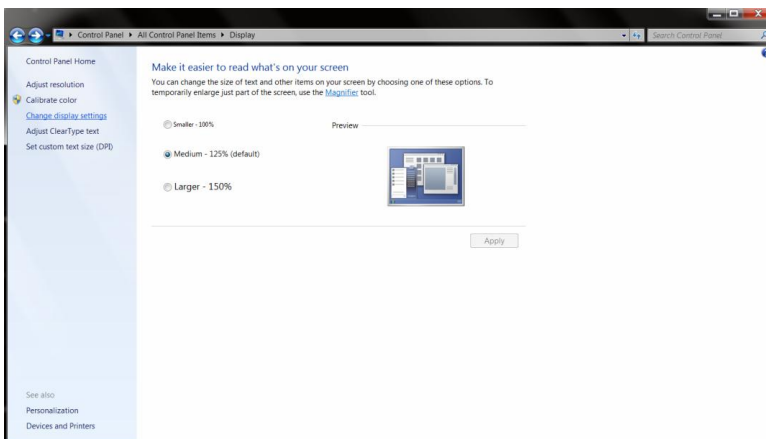 Control Panel ▸ All Control Panel Items ▸ Display
Search Control Panel
Control Panel Home
Adjust resolution
Calibrate color
Change display settings
Adjust ClearType text
Set custom text size (DPI)
See also
Personalization
Devices and Printers
Make it easier to read what's on your screen
You can change the size of text and other items on your screen by choosing one of these options. To
temporarily enlarge just part of the screen, use the Magnifier tool.
Smaller - 100%
Preview
Medium - 125% (default)
Larger - 150%
Apply